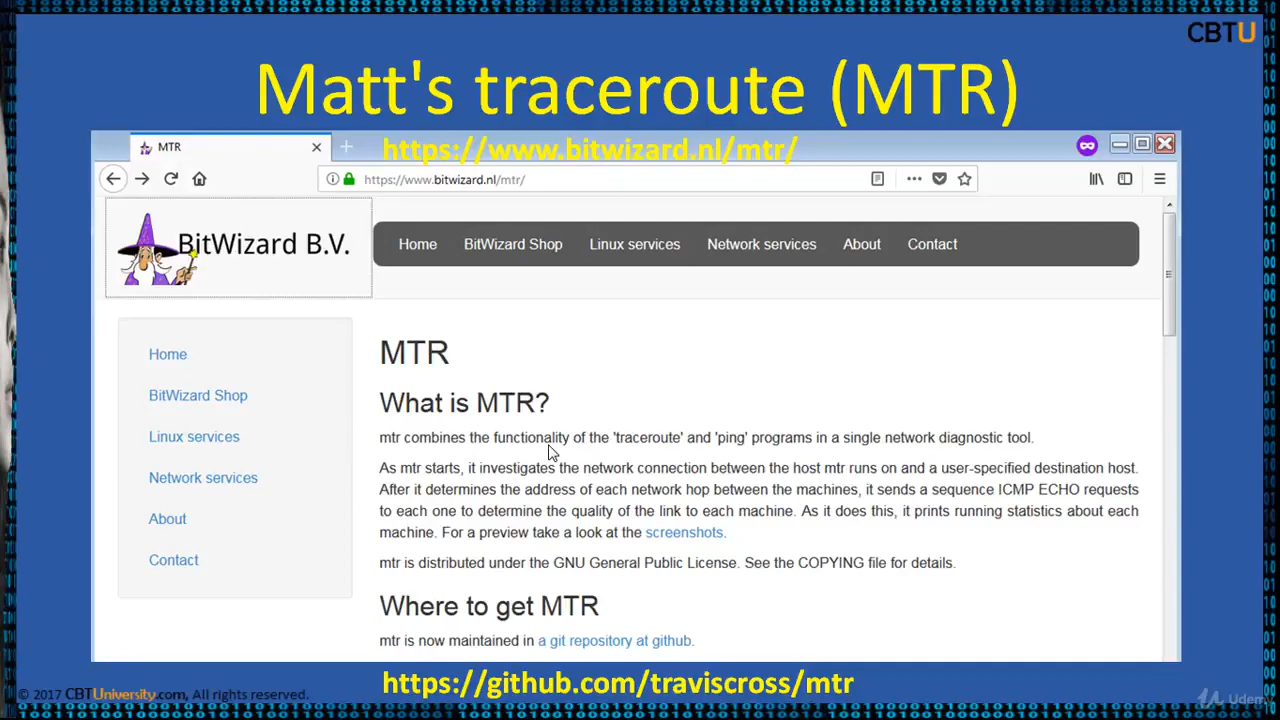 CBTU
Matt's traceroute (MTR)
MTR
https://www.bitwizard.nl/mtr/
https://www.bitwizard.nl/mtr/
BitWizard B.V.
Home BitWizard Shop Linux services Network services About Contact
Home
BitWizard Shop
Linux services
Network services
About
Contact
MTR
What is MTR?
mtr combines the functionality of the 'traceroute' and 'ping' programs in a single network diagnostic tool.
As mtr starts, it investigates the network connection between the host mtr runs on and a user-specified destination host.
After it determines the address of each network hop between the machines, it sends a sequence ICMP ECHO requests
to each one to determine the quality of the link to each machine. As it does this, it prints running statistics about each
machine. For a preview take a look at the screenshots.
mtr is distributed under the GNU General Public License. See the COPYING file for details.
Where to get MTR
mtr is now maintained in a git repository at github.
https://github.com/traviscross/mtr
© 2017 CBTUniversity.com, All rights reserved.
Udemy